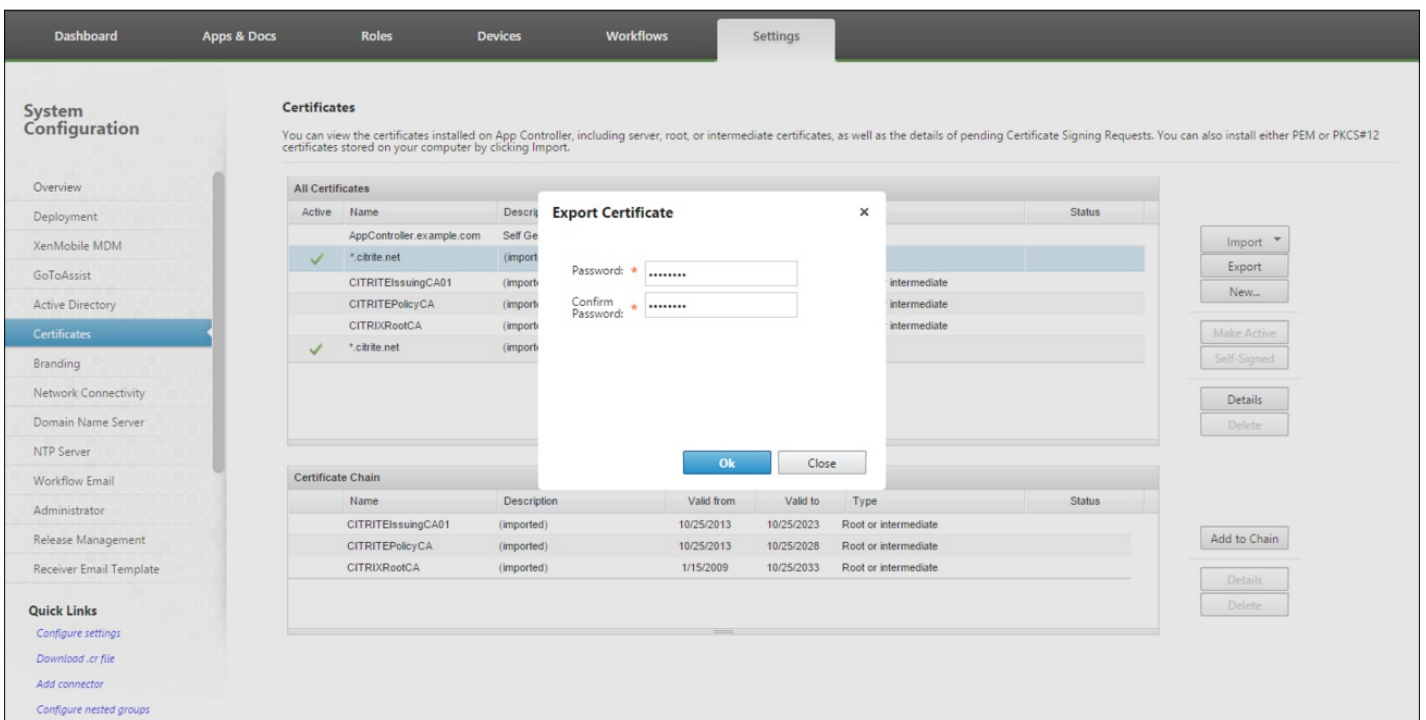 Dashboard Apps & Docs Roles Devices Workflows Settings
System
Configuration
Overview
Deployment
XenMobile MDM
GoToAssist
Active Directory
Certificates
Branding
Network Connectivity
Domain Name Server
NTP Server
Workflow Email
Administrator
Release Management
Receiver Email Template
Quick Links
Configure settings
Download .cr file
Add connector
Configure nested groups
Certificates
You can view the certificates installed on App Controller, including server, root, or intermediate certificates, as well as the details of pending Certificate Signing Requests. You can also install either PEM or PKCS#12
certificates stored on your computer by clicking Import.
All Certificates
Active Name Descrip Status
AppController.example.com Self Ge
*.citrite.net (import
CITRITEIssuingCA01 (import intermediate
CITRITEPolicyCA (import intermediate
CITRIXRootCA (import intermediate
*.citrite.net (import
Export Certificate x
Password: * ••••••••
Confirm
Password: * ••••••••
Ok Close
Import
Export
New...
Make Active
Self-Signed
Details
Delete
Certificate Chain
Name Description Valid from Valid to Type Status
CITRITEIssuingCA01 (imported) 10/25/2013 10/25/2023 Root or intermediate
CITRITEPolicyCA (imported) 10/25/2013 10/25/2028 Root or intermediate
CITRIXRootCA (imported) 1/15/2009 10/25/2033 Root or intermediate
Add to Chain
Details
Delete